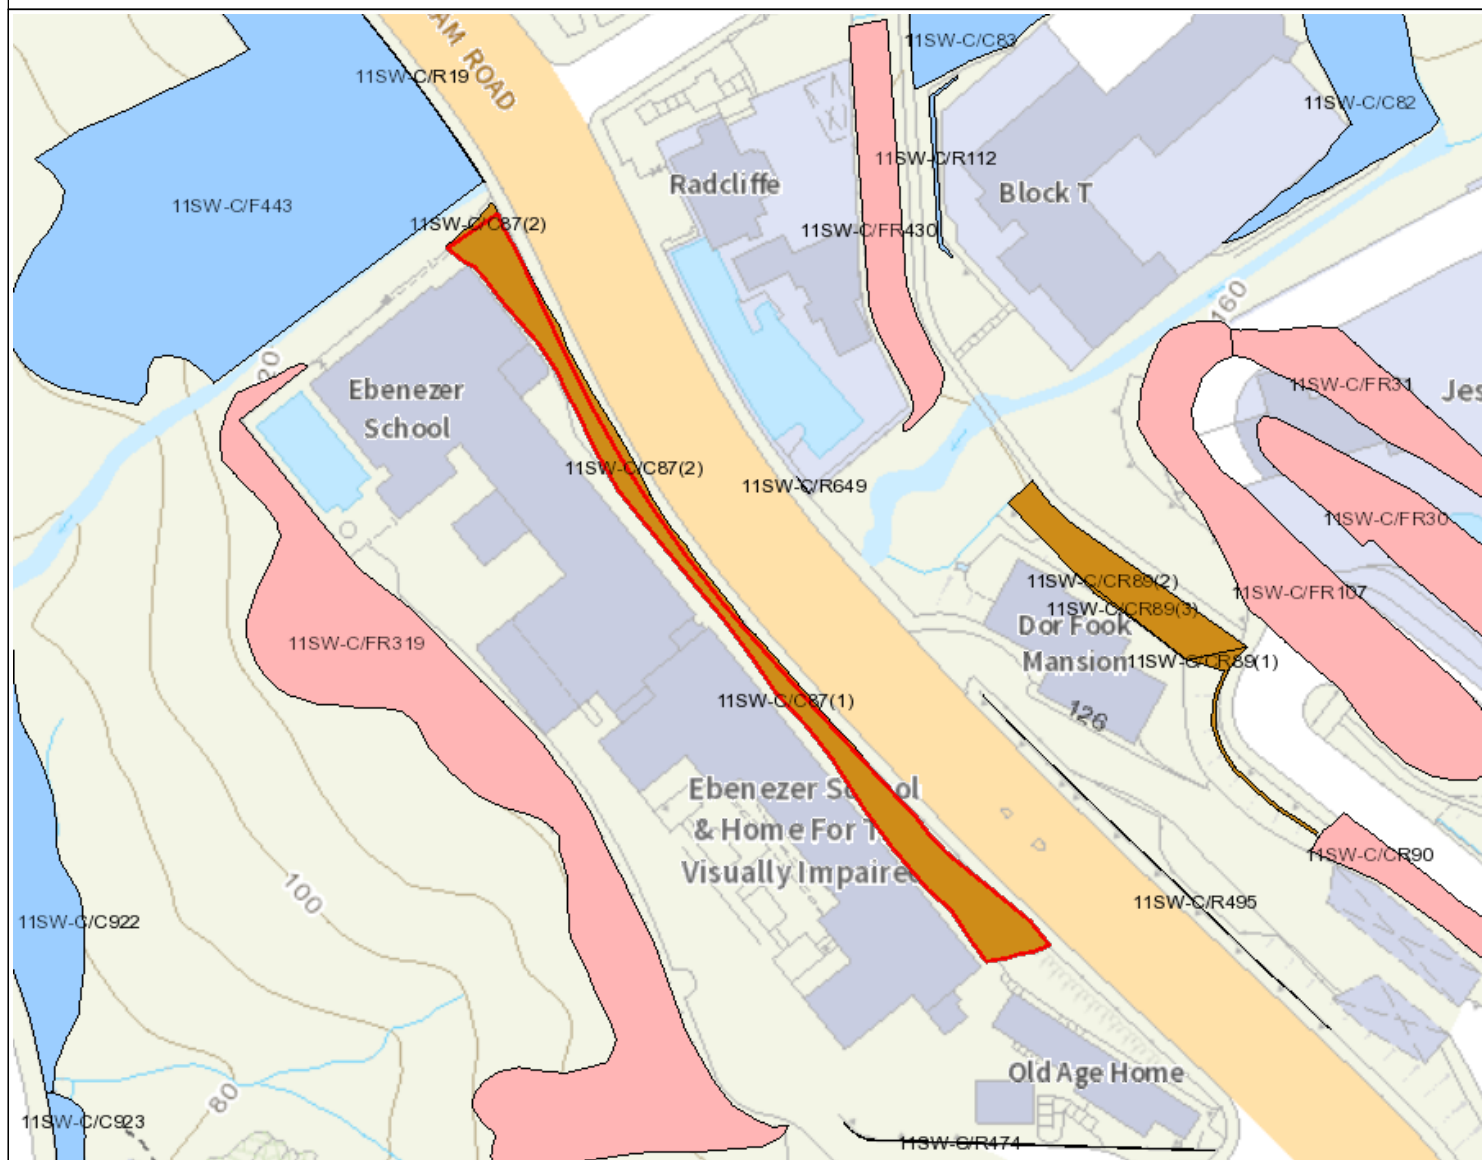 AM ROAD
11SW-C/R19
11SW-C/C83
11SW-C/C82
11SW-C/R112
Radcliffe
Block T
11SW-C/F443
11SW-C/C87(2)
11SW-C/FR430
160
Ebenezer
School
11SW-C/FR31
Jes
11SW-C/C87(2)
11SW-C/R649
11SW-C/FR30
11SW-C/CR89(2)
11SW-C/CR89(3)
11SW-C/FR107
Dor Fook
Mansion
11SW-C/CR89(1)
11SW-C/FR319
11SW-C/C87(1)
126
Ebenezer School
& Home For T
Visually Impaired
11SW-C/CR90
100
11SW-C/R495
11SW-C/C922
Old Age Home
80
11SW-C/C923
11SW-C/R474